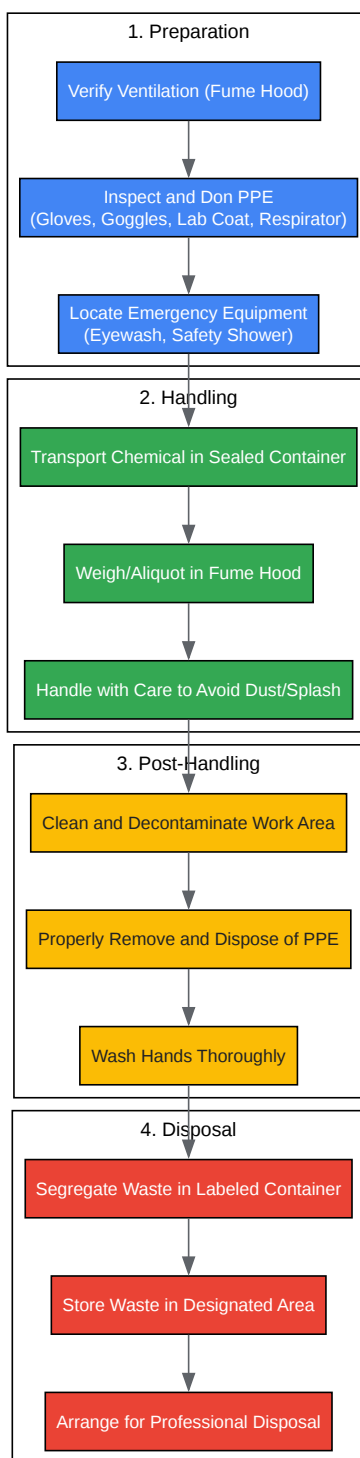 1. Preparation
Verify Ventilation (Fume Hood)
Inspect and Don PPE
(Gloves, Goggles, Lab Coat, Respirator)
Locate Emergency Equipment
(Eyewash, Safety Shower)
2. Handling
Transport Chemical in Sealed Container
Weigh/Aliquot in Fume Hood
Handle with Care to Avoid Dust/Splash
3. Post-Handling
Clean and Decontaminate Work Area
Properly Remove and Dispose of PPE
Wash Hands Thoroughly
4. Disposal
Segregate Waste in Labeled Container
Store Waste in Designated Area
Arrange for Professional Disposal